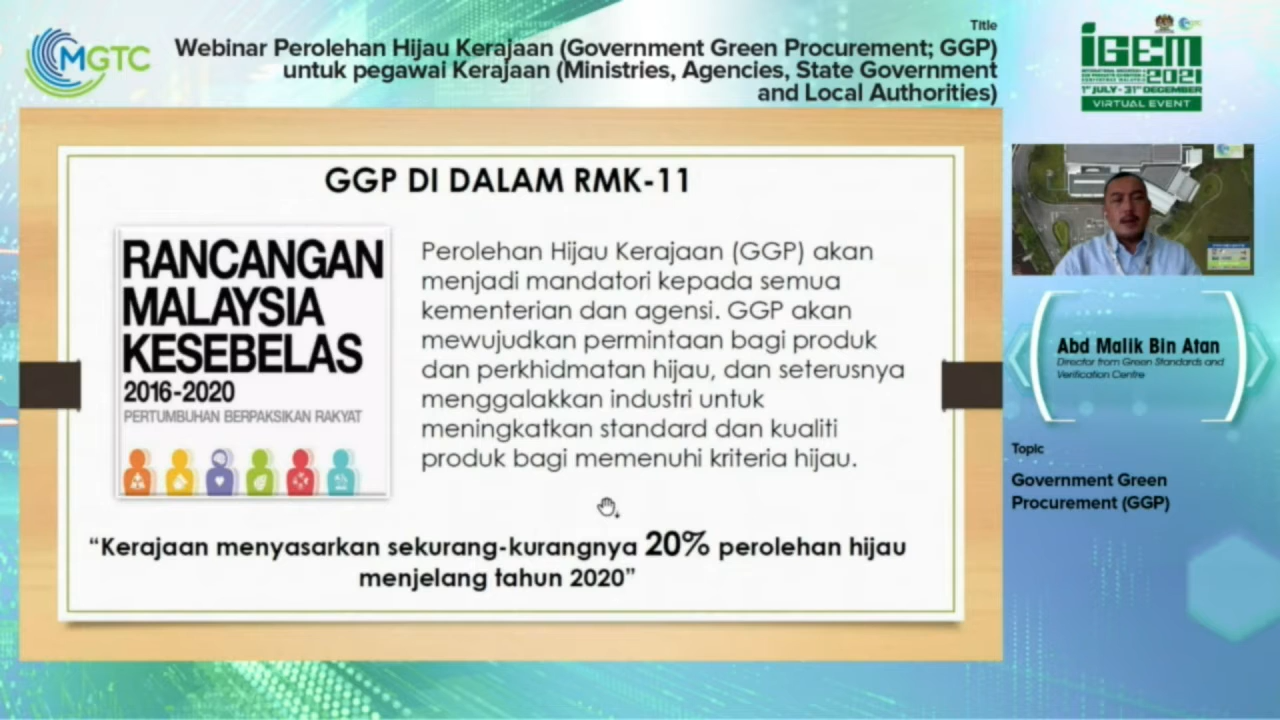 MGTC
Title
Webinar Perolehan Hijau Kerajaan (Government Green Procurement; GGP)
untuk pegawai Kerajaan (Ministries, Agencies, State Government
and Local Authorities)
iGEM
2021
1ST JULY - 31ST DECEMBER
VIRTUAL EVENT
GGP DI DALAM RMK-11
RANCANGAN
MALAYSIA
KESEBELAS
2016-2020
PERTUMBUHAN BERPAKSIKAN RAKYAT
Perolehan Hijau Kerajaan (GGP) akan
menjadi mandatori kepada semua
kementerian dan agensi. GGP akan
mewujudkan permintaan bagi produk
dan perkhidmatan hijau, dan seterusnya
menggalakkan industri untuk
meningkatkan standard dan kualiti
produk bagi memenuhi kriteria hijau.
“Kerajaan menyasarkan sekurang-kurangnya 20% perolehan hijau
menjelang tahun 2020”
Abd Malik Bin Atan
Director from Green Standards and
Verification Centre
Topic
Government Green
Procurement (GGP)